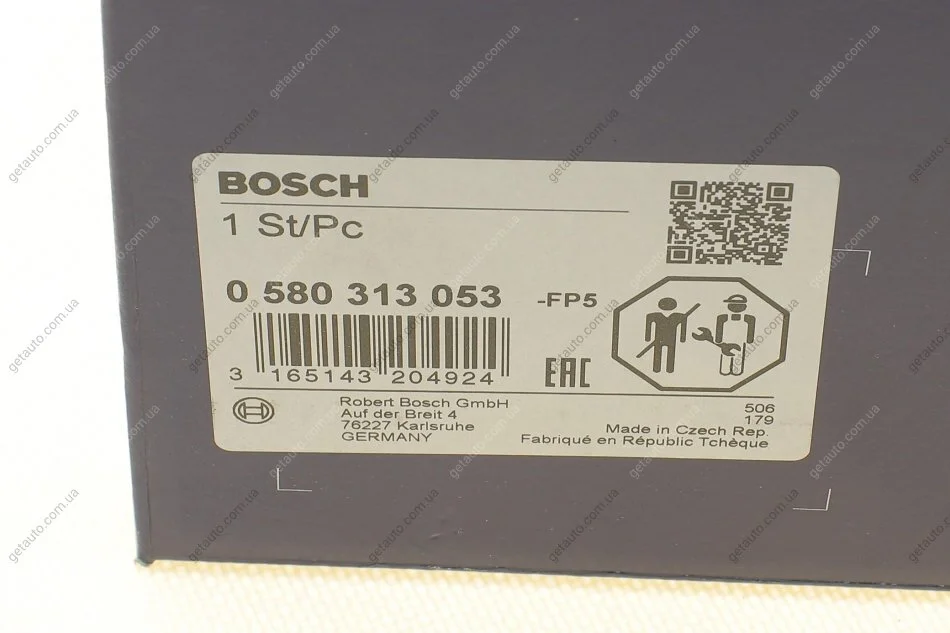 BOSCH
1 St/Pc
0 580 313 053 -FP5
3 165143 204924
EAC
Robert Bosch GmbH
Auf der Breit 4
76227 Karlsruhe
GERMANY
506
179
Made in Czech Rep.
Fabriqué en République Tchèque
getauto.com.ua